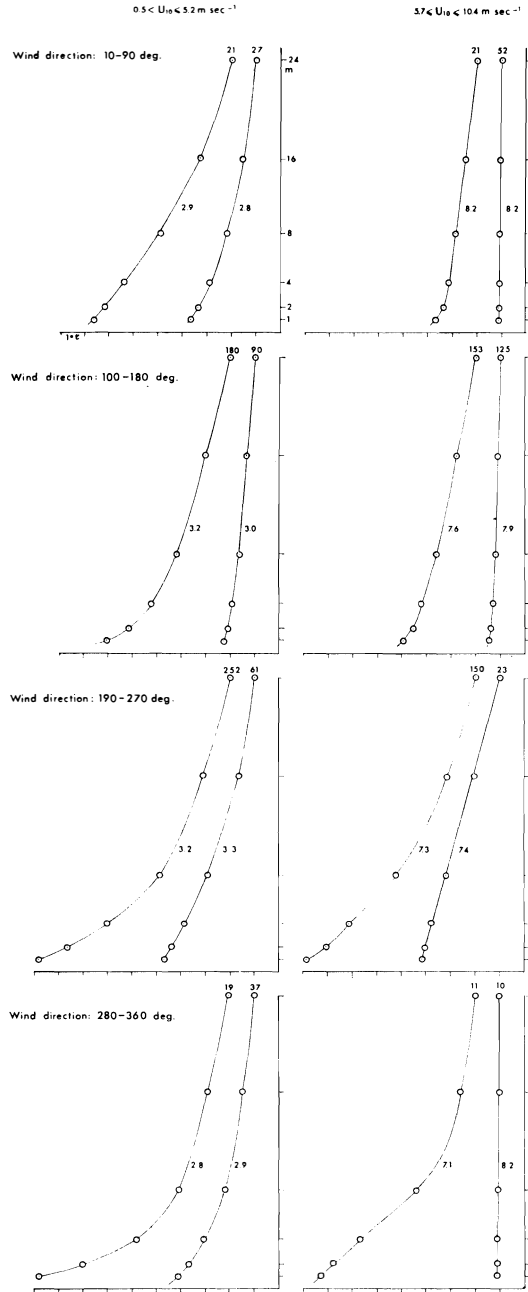 0.5 < U₁₀ ≤ 5.2 m sec⁻¹
5.7 ≤ U₁₀ ≤ 10.4 m sec⁻¹
Wind direction: 10-90 deg.
21 27
24
m
16
8
4
2
1
2.9 2.8
1°C
21 52
8.2 8.2
Wind direction: 100-180 deg.
180 90
3.2 3.0
153 125
7.6 7.9
Wind direction: 190-270 deg.
252 61
3.2 3.3
150 23
7.3 7.4
Wind direction: 280-360 deg.
19 37
2.8 2.9
11 10
7.1 8.2